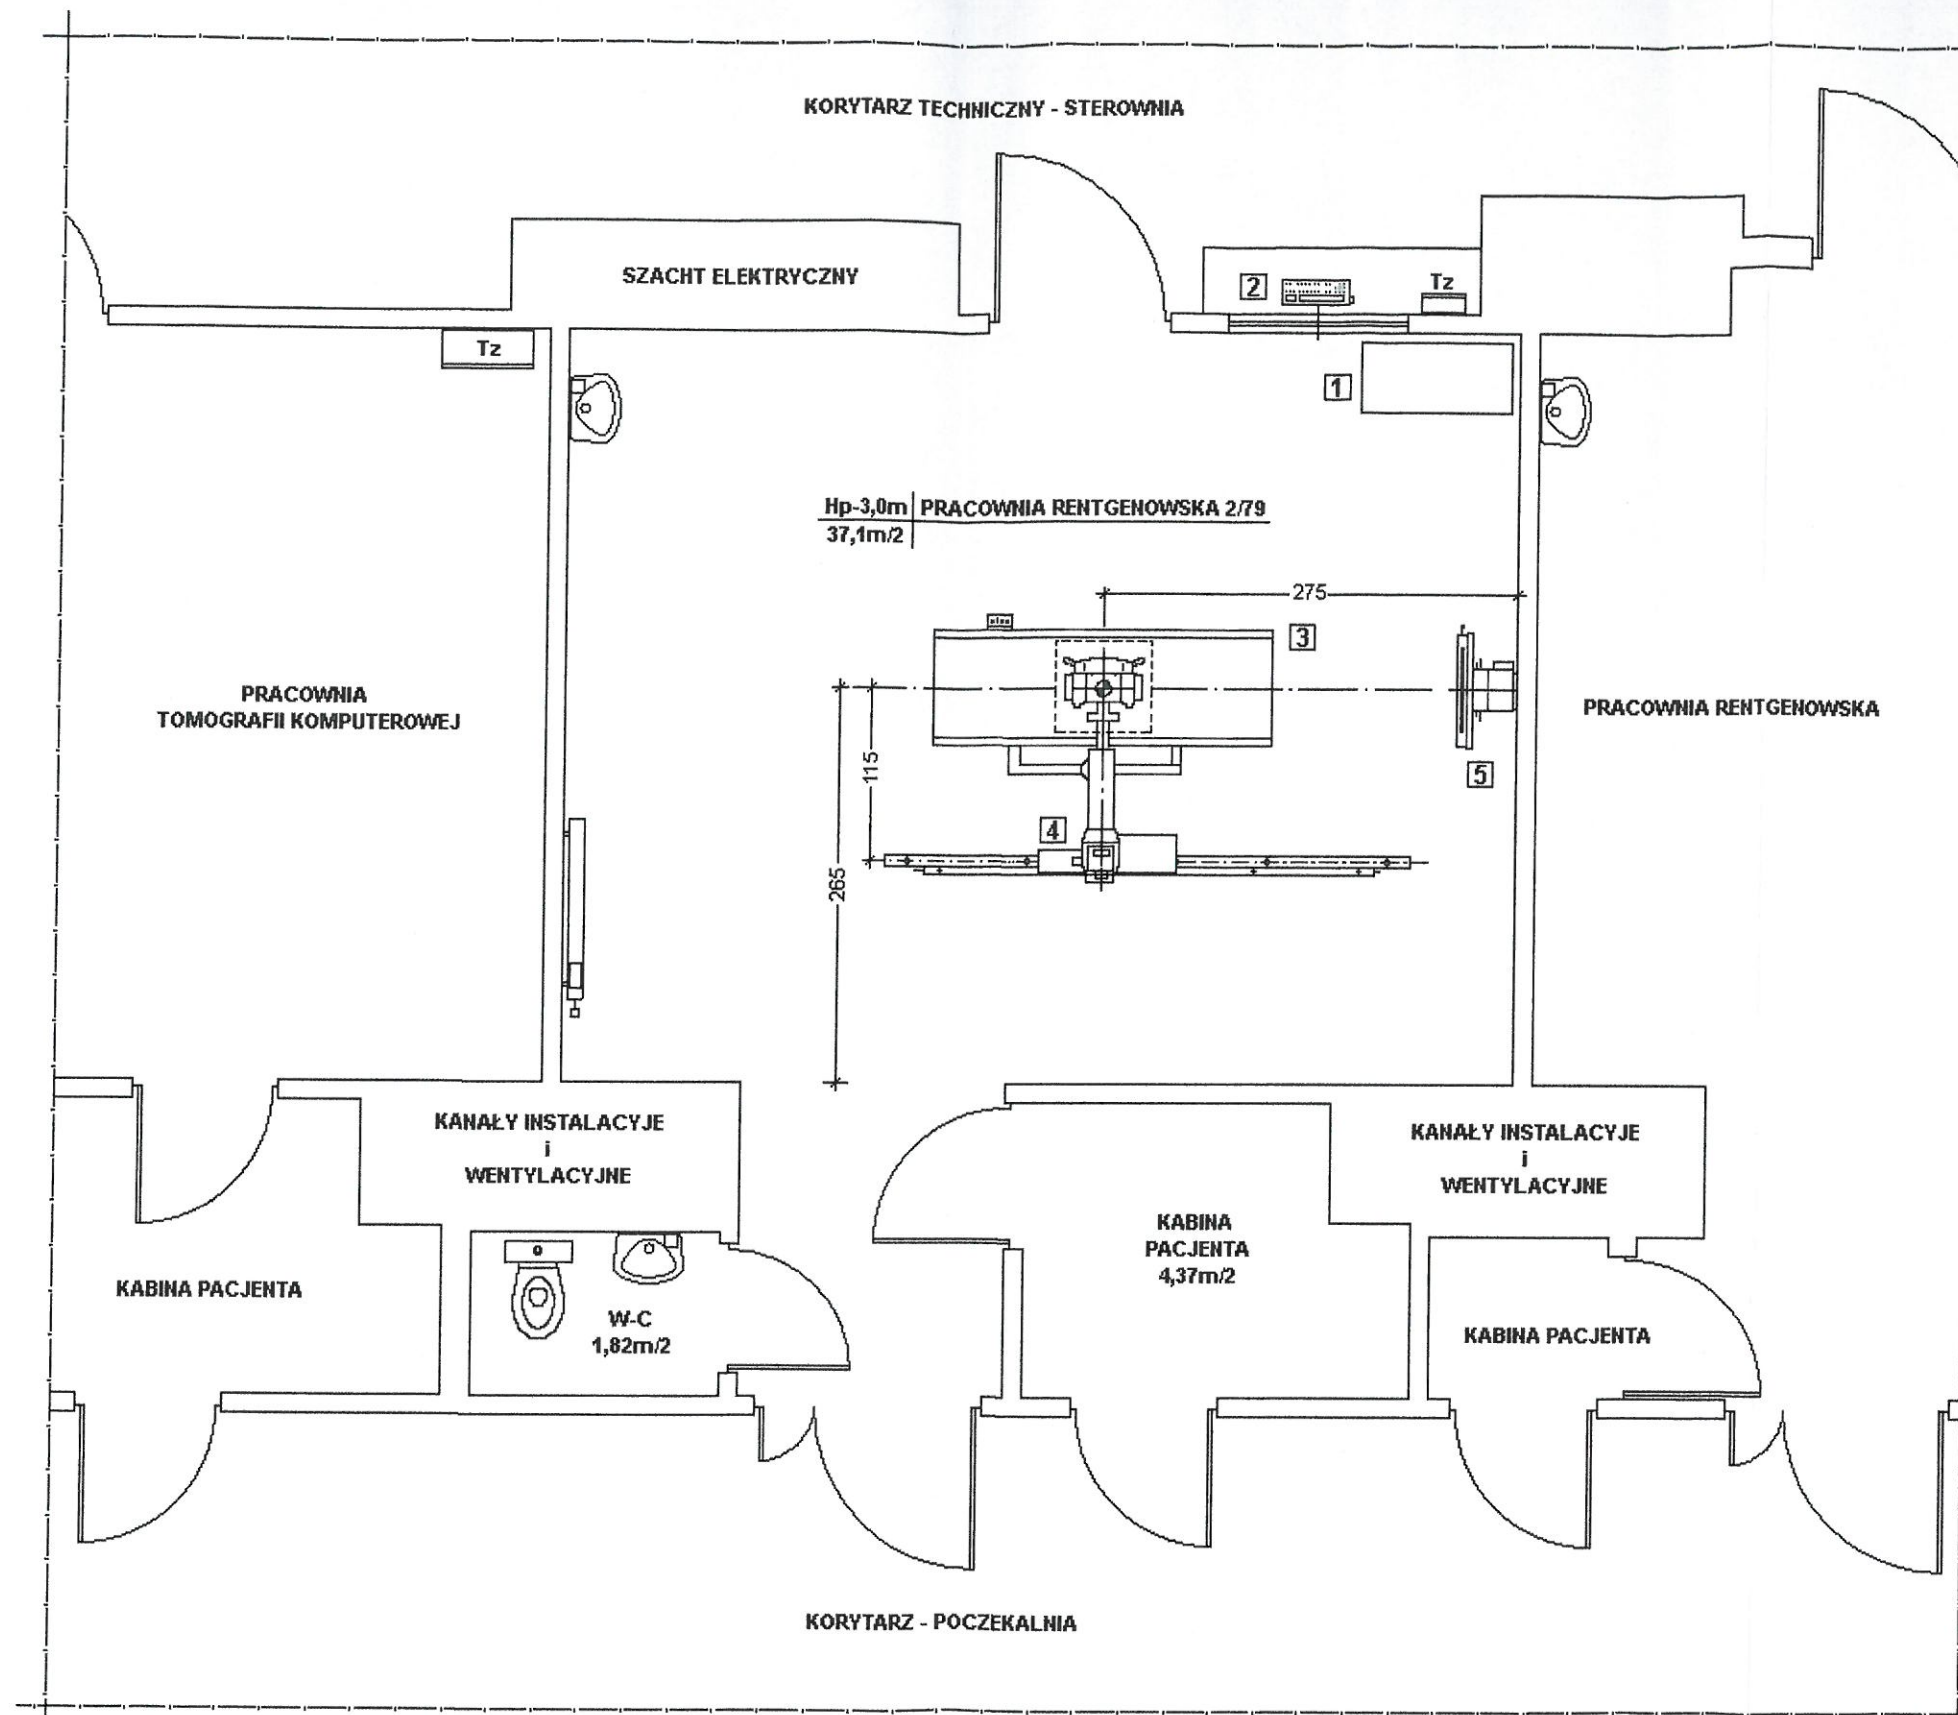 KORYTARZ TECHNICZNY - STEROWNIA
SZACHT ELEKTRYCZNY
2
Tz
Tz
1
Hp-3,0m PRACOWNIA RENTGENOWSKA 2/79
37,1m/2
275
3
PRACOWNIA
TOMOGRAFII KOMPUTEROWEJ
PRACOWNIA RENTGENOWSKA
115
5
4
265
KANAŁY INSTALACYJE
i
WENTYLACYJNE
KANAŁY INSTALACYJE
i
WENTYLACYJNE
KABINA
PACJENTA
4,37m/2
KABINA PACJENTA
W-C
1,82m/2
KABINA PACJENTA
KORYTARZ - POCZEKALNIA